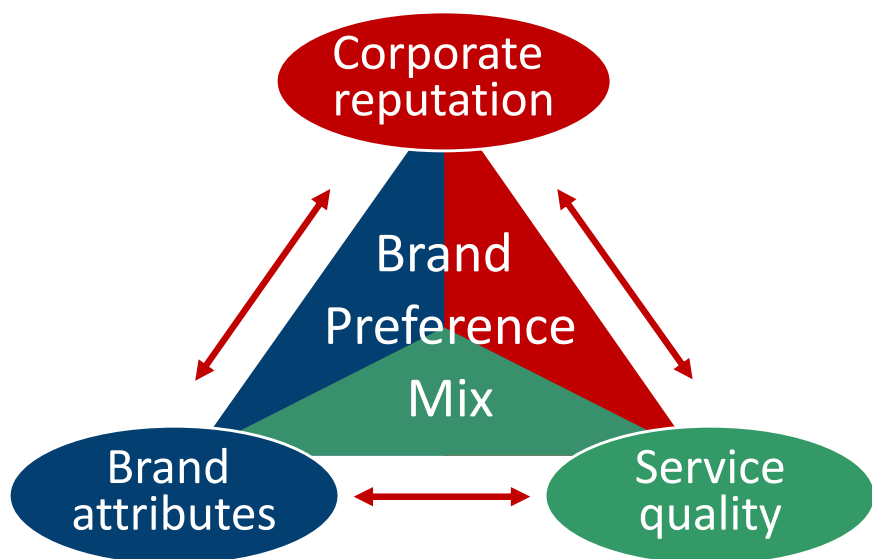 Corporate
reputation
Brand
Preference
Mix
Brand
attributes
Service
quality